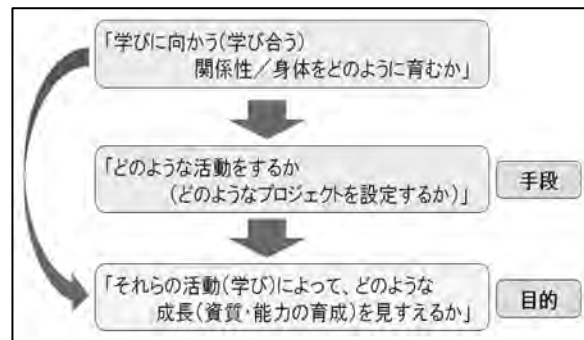 「学びに向かう(学び合う)
関係性／身体をどのように育むか」
「どのような活動をするか
(どのようなプロジェクトを設定するか)」
手段
「それらの活動(学び)によって、どのような
成長(資質・能力の育成)を見すえるか」
目的